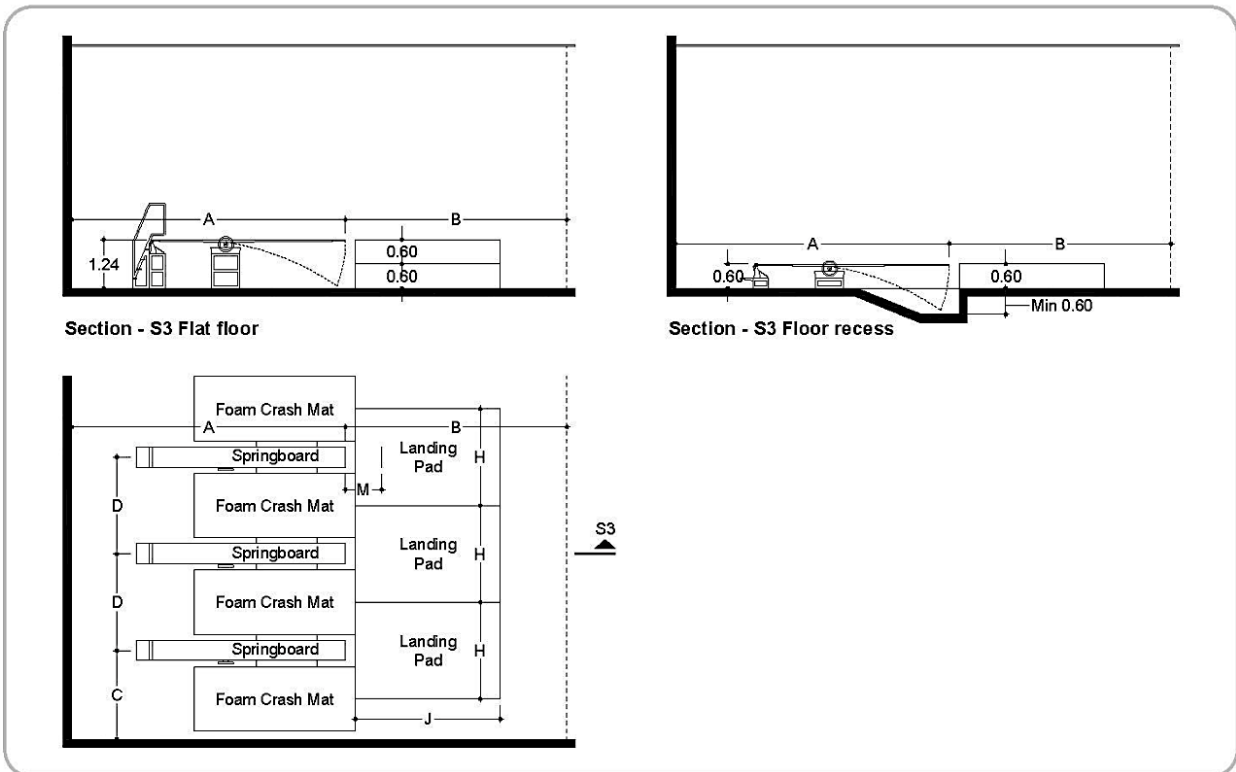 A
B
1.24
0.60
0.60
Section - S3 Flat floor
A
B
0.60
0.60
Min 0.60
Section - S3 Floor recess
Foam Crash Mat
A
B
Springboard
Landing
Pad
H
M
D
Foam Crash Mat
S3
Springboard
Landing
Pad
H
D
Foam Crash Mat
Springboard
Landing
Pad
H
C
Foam Crash Mat
J